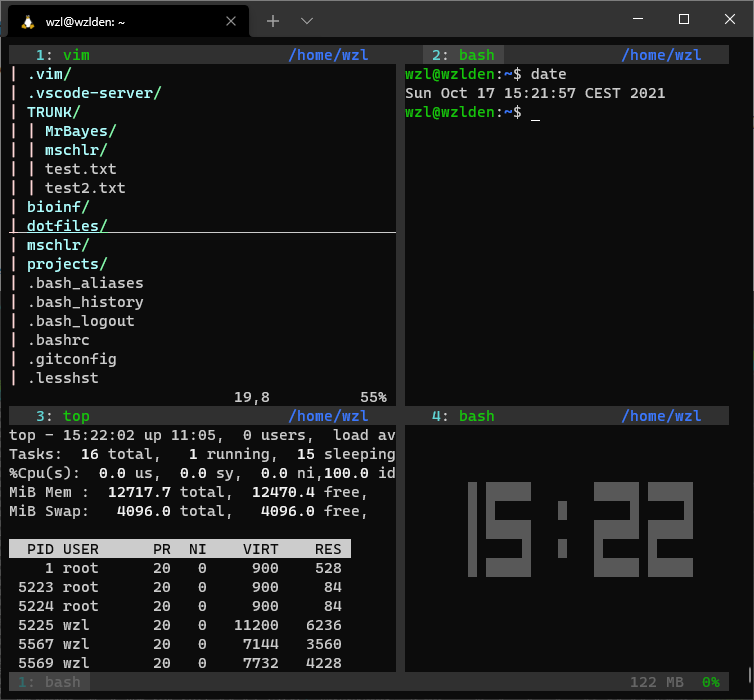 wzl@wzlden: ~
1: vim /home/wzl
| .vim/
| .vscode-server/
| TRUNK/
| | MrBayes/
| | mschlr/
| | test.txt
| | test2.txt
| bioinf/
| dotfiles/
| mschlr/
| projects/
| .bash_aliases
| .bash_history
| .bash_logout
| .bashrc
| .gitconfig
| .lesshst
19,8 55%
2: bash /home/wzl
wzl@wzlden:~$ date
Sun Oct 17 15:21:57 CEST 2021
wzl@wzlden:~$ _
3: top /home/wzl
top - 15:22:02 up 11:05, 0 users, load av
Tasks: 16 total, 1 running, 15 sleeping
%Cpu(s): 0.0 us, 0.0 sy, 0.0 ni,100.0 id
MiB Mem : 12717.7 total, 12470.4 free,
MiB Swap: 4096.0 total, 4096.0 free,
PID USER PR NI VIRT RES
1 root 20 0 900 528
5223 root 20 0 900 84
5224 root 20 0 900 84
5225 wzl 20 0 11200 6236
5567 wzl 20 0 7144 3560
5569 wzl 20 0 7732 4228
4: bash /home/wzl
15:22
1: bash 122 MB 0%